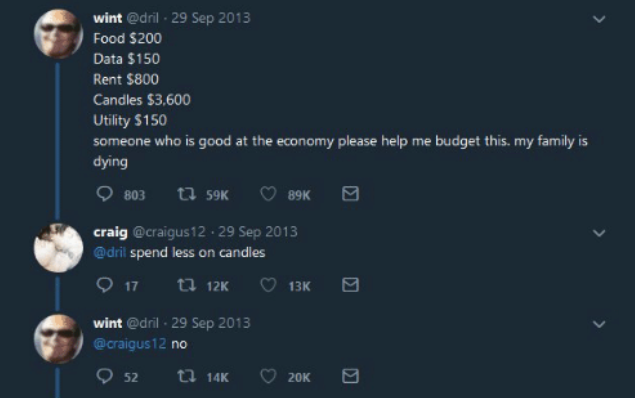 wint @dril · 29 Sep 2013
Food $200
Data $150
Rent $800
Candles $3,600
Utility $150
someone who is good at the economy please help me budget this. my family is
dying
803 59K 89K
craig @craigus12 · 29 Sep 2013
@dril spend less on candles
17 12K 13K
wint @dril · 29 Sep 2013
@craigus12 no
52 14K 20K